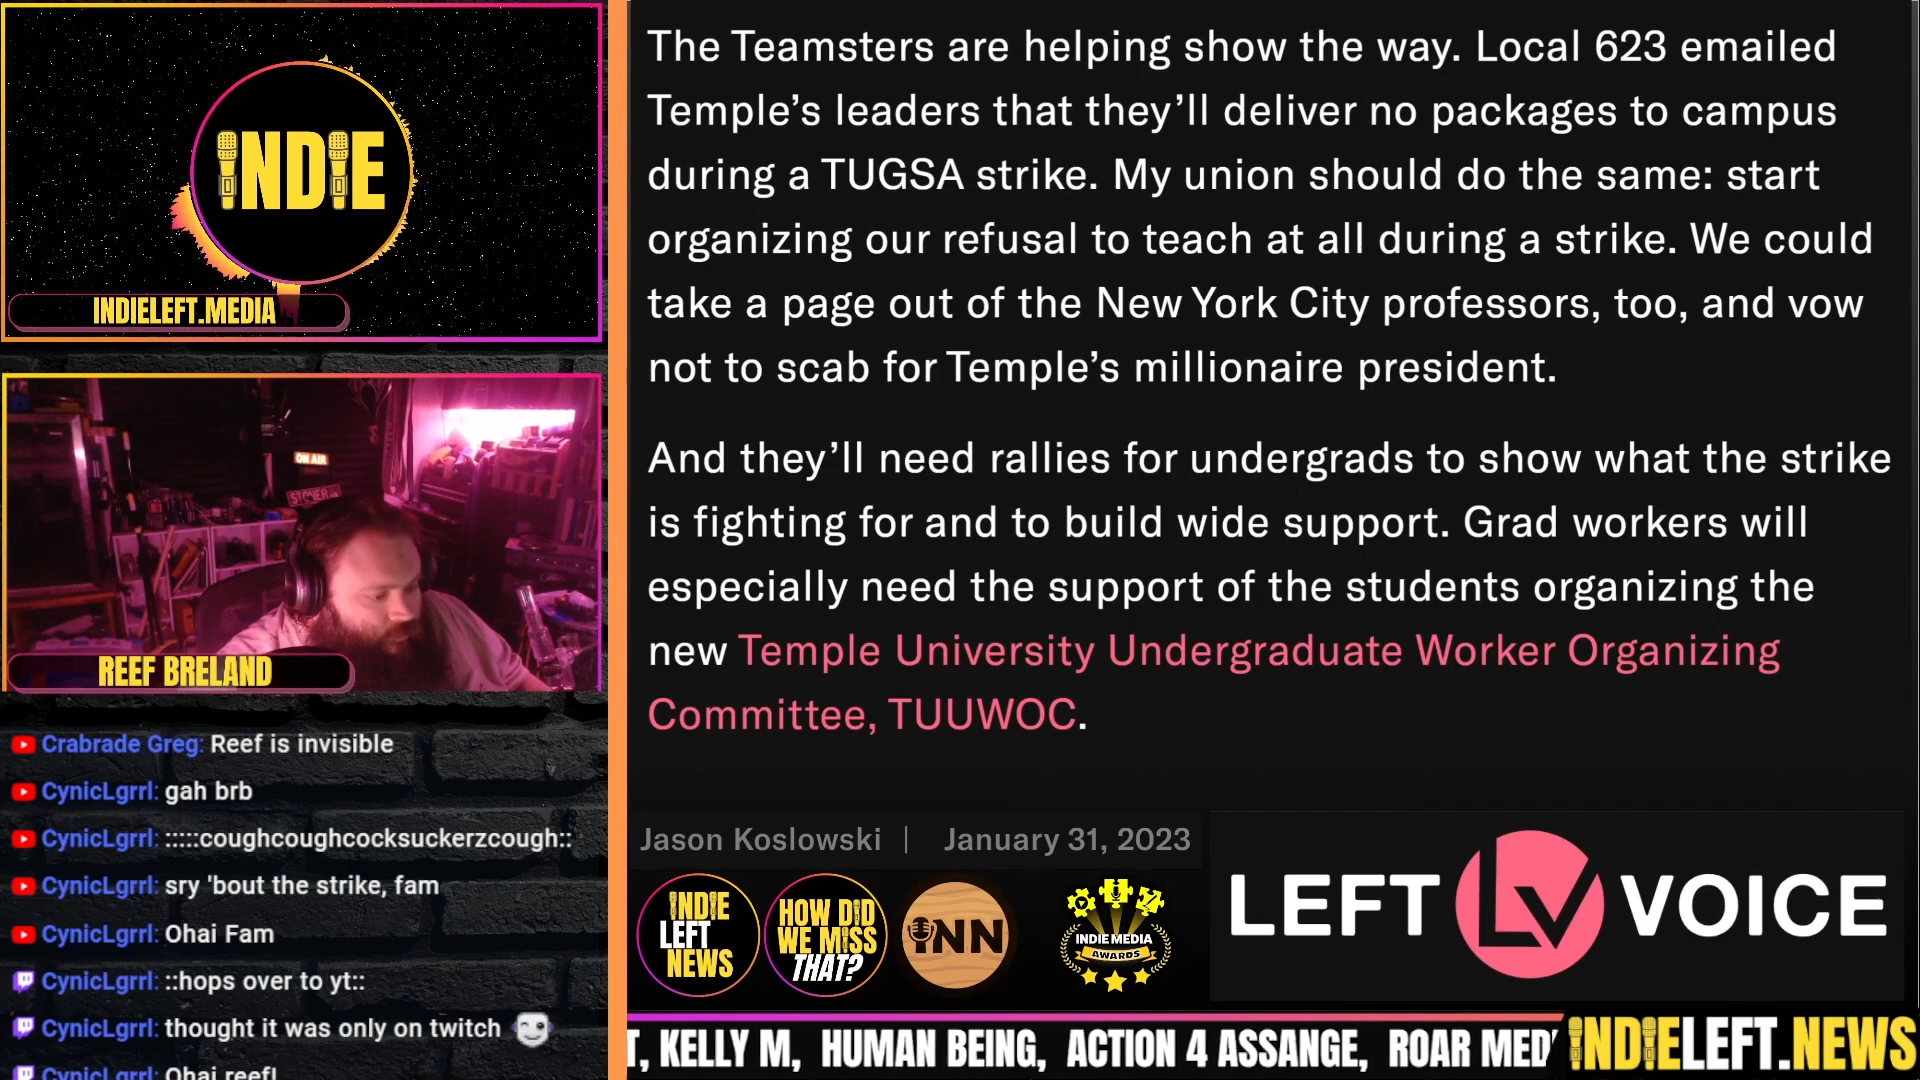 INDIE
INDIELEFT.MEDIA
ON AIR
STONER
REEF BRELAND
Crabrade Greg: Reef is invisible
CynicLgrrl: gah brb
CynicLgrrl: :::::coughcoughcocksuckerzcough::
CynicLgrrl: sry 'bout the strike, fam
CynicLgrrl: Ohai Fam
CynicLgrrl: ::hops over to yt::
CynicLgrrl: thought it was only on twitch
CynicLgrrl: Ohai reef!
The Teamsters are helping show the way. Local 623 emailed
Temple’s leaders that they’ll deliver no packages to campus
during a TUGSA strike. My union should do the same: start
organizing our refusal to teach at all during a strike. We could
take a page out of the New York City professors, too, and vow
not to scab for Temple’s millionaire president.
And they’ll need rallies for undergrads to show what the strike
is fighting for and to build wide support. Grad workers will
especially need the support of the students organizing the
new Temple University Undergraduate Worker Organizing
Committee, TUUWOC.
Jason Koslowski | January 31, 2023
INDIE
LEFT
NEWS
HOW DID
WE MISS
THAT?
INN
INDIE MEDIA
AWARDS
LEFT LV VOICE
T, KELLY M, HUMAN BEING, ACTION 4 ASSANGE, ROAR MED
INDIELEFT.NEWS